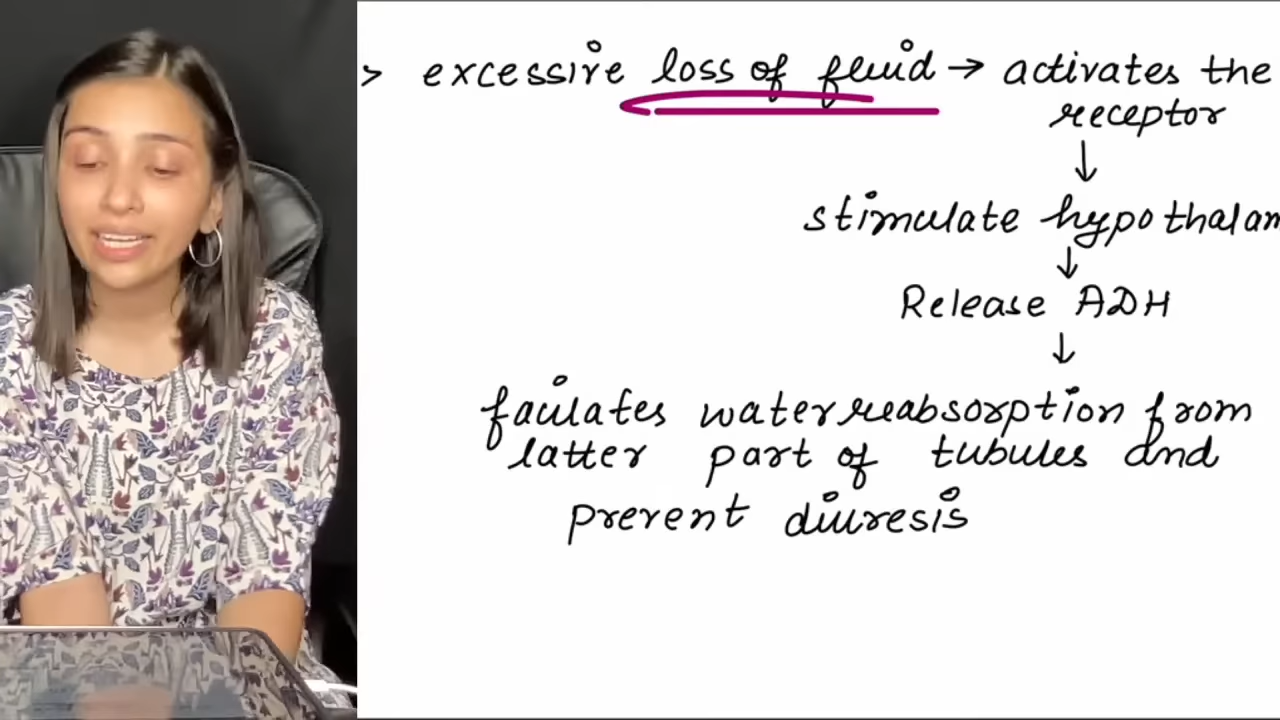 > excessive loss of fluid → activates the
receptor
↓
stimulate hypothalam
↓
Release ADH
↓
faulates water reabsorption from
latter part of tubules and
prevent diuresis